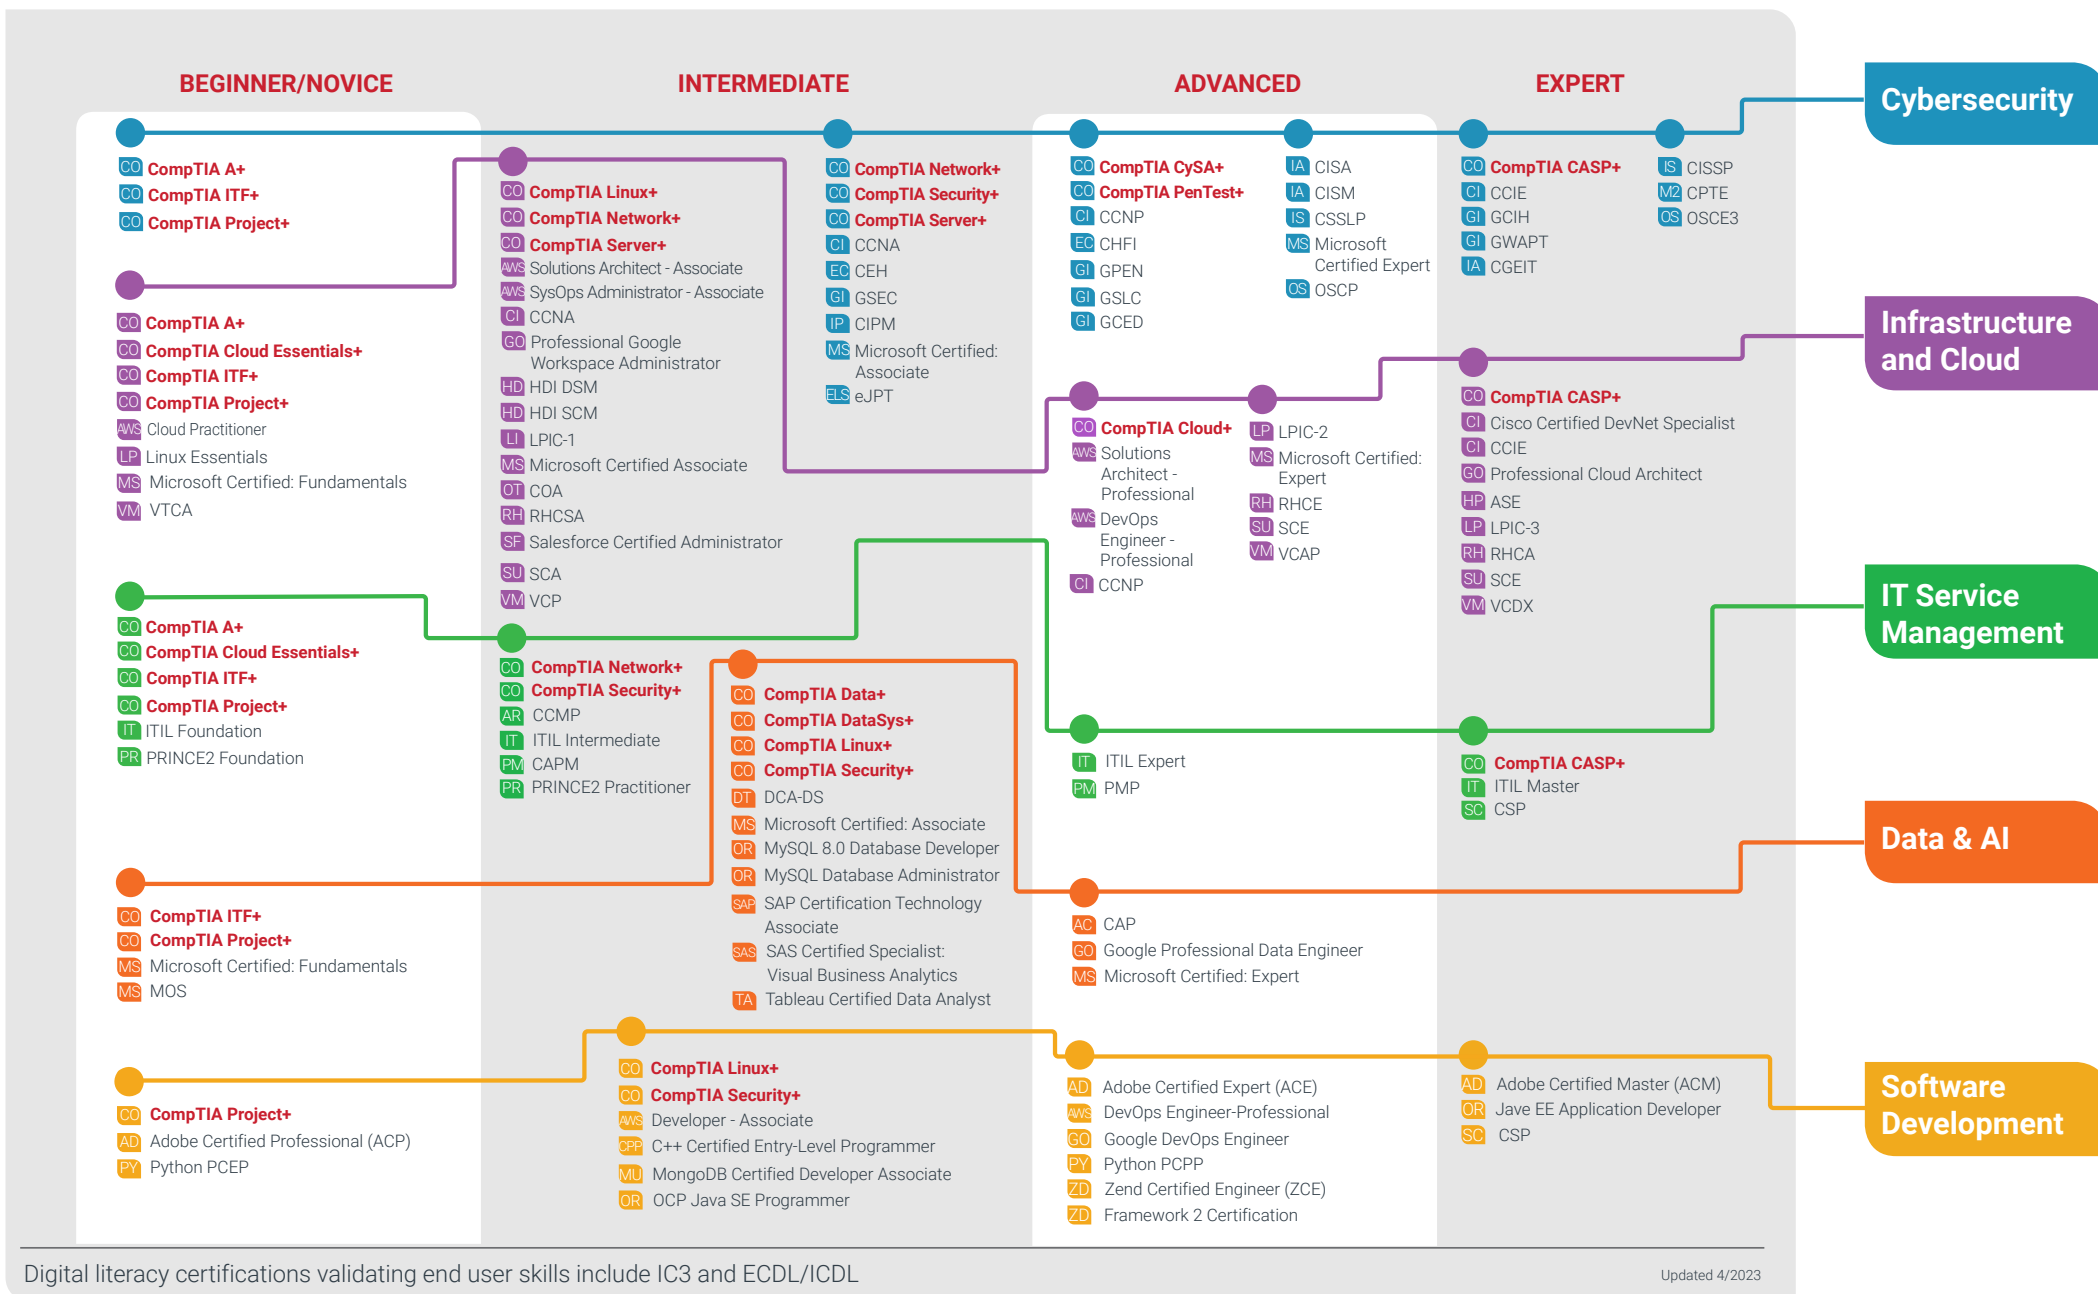 BEGINNER/NOVICE
INTERMEDIATE
ADVANCED
EXPERT
Cybersecurity
CO CompTIA A+
CO CompTIA ITF+
CO CompTIA Project+
CO CompTIA Network+
CO CompTIA Security+
CO CompTIA Server+
CI CCNA
EC CEH
GI GSEC
IP CIPM
MS Microsoft Certified:
Associate
ELS eJPT
CO CompTIA CySA+
CO CompTIA PenTest+
CI CCNP
EC CHFI
GI GPEN
GI GSLC
GI GCED
IA CISA
IA CISM
IS CSSLP
MS Microsoft
Certified Expert
OS OSCP
CO CompTIA CASP+
CI CCIE
GI GCIH
GI GWAPT
IA CGEIT
IS CISSP
M2 CPTE
OS OSCE3
Infrastructure
and Cloud
CO CompTIA A+
CO CompTIA Cloud Essentials+
CO CompTIA ITF+
CO CompTIA Project+
AWS Cloud Practitioner
LP Linux Essentials
MS Microsoft Certified: Fundamentals
VM VTCA
CO CompTIA Linux+
CO CompTIA Network+
CO CompTIA Server+
AWS Solutions Architect - Associate
AWS SysOps Administrator - Associate
CI CCNA
GO Professional Google
Workspace Administrator
HD HDI DSM
HD HDI SCM
LI LPIC-1
MS Microsoft Certified Associate
OT COA
RH RHCSA
SF Salesforce Certified Administrator
SU SCA
VM VCP
CO CompTIA Cloud+
AWS Solutions
Architect -
Professional
AWS DevOps
Engineer -
Professional
CI CCNP
LP LPIC-2
MS Microsoft Certified:
Expert
RH RHCE
SU SCE
VM VCAP
CO CompTIA CASP+
CI Cisco Certified DevNet Specialist
CI CCIE
GO Professional Cloud Architect
HP ASE
LP LPIC-3
RH RHCA
SU SCE
VM VCDX
IT Service
Management
CO CompTIA A+
CO CompTIA Cloud Essentials+
CO CompTIA ITF+
CO CompTIA Project+
IT ITIL Foundation
PR PRINCE2 Foundation
CO CompTIA Network+
CO CompTIA Security+
AR CCMP
IT ITIL Intermediate
PM CAPM
PR PRINCE2 Practitioner
IT ITIL Expert
PM PMP
CO CompTIA CASP+
IT ITIL Master
SC CSP
Data & AI
CO CompTIA ITF+
CO CompTIA Project+
MS Microsoft Certified: Fundamentals
MS MOS
CO CompTIA Data+
CO CompTIA DataSys+
CO CompTIA Linux+
CO CompTIA Security+
DT DCA-DS
MS Microsoft Certified: Associate
OR MySQL 8.0 Database Developer
OR MySQL Database Administrator
SAP SAP Certification Technology
Associate
SAS SAS Certified Specialist:
Visual Business Analytics
TA Tableau Certified Data Analyst
AC CAP
GO Google Professional Data Engineer
MS Microsoft Certified: Expert
Software
Development
CO CompTIA Project+
AD Adobe Certified Professional (ACP)
PY Python PCEP
CO CompTIA Linux+
CO CompTIA Security+
AWS Developer - Associate
CPP C++ Certified Entry-Level Programmer
MU MongoDB Certified Developer Associate
OR OCP Java SE Programmer
AD Adobe Certified Expert (ACE)
AWS DevOps Engineer-Professional
GO Google DevOps Engineer
PY Python PCPP
ZD Zend Certified Engineer (ZCE)
ZD Framework 2 Certification
AD Adobe Certified Master (ACM)
OR Jave EE Application Developer
SC CSP
Digital literacy certifications validating end user skills include IC3 and ECDL/ICDL
Updated 4/2023